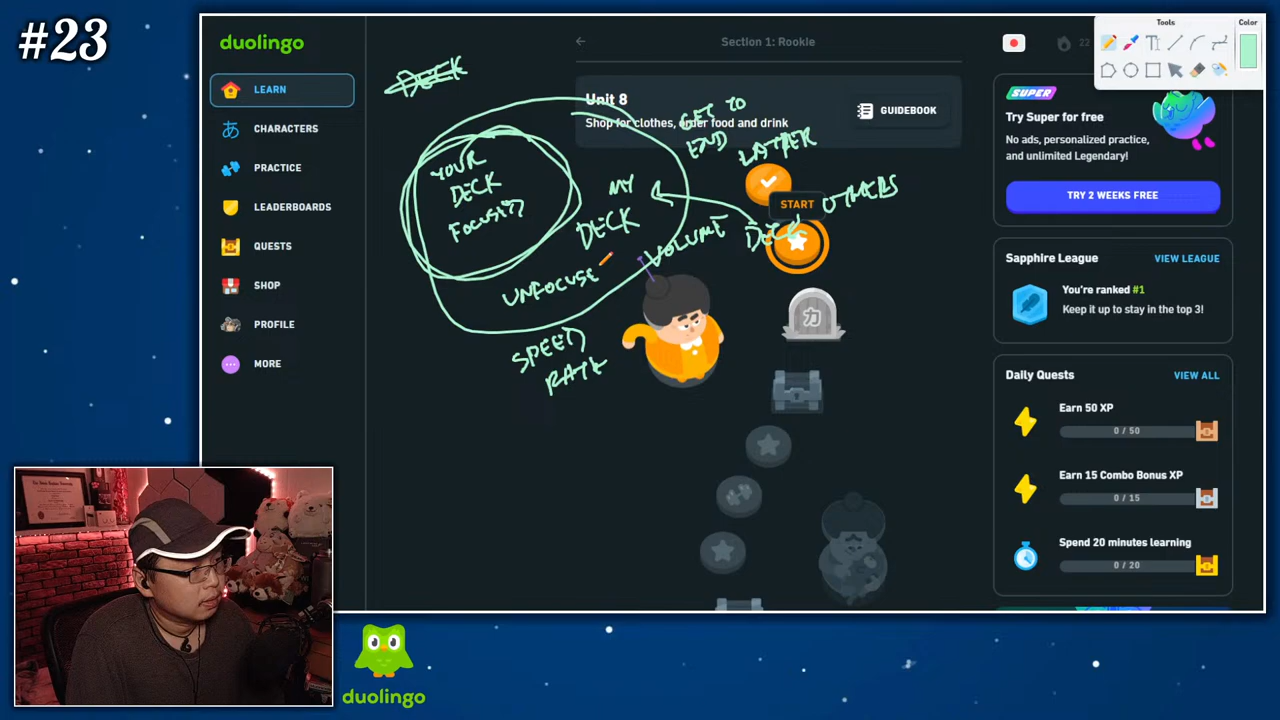 #23
duolingo
LEARN
あ CHARACTERS
PRACTICE
LEADERBOARDS
QUESTS
SHOP
PROFILE
MORE
Section 1: Rookie
22
Unit 8
Shop for clothes, order food and drink
GUIDEBOOK
START
力
DECK
YOUR
DECK
MY
DECK
UNFOCUSED
SPEED
VOLUME
GET TO
END
OTHERS
DECK
Tools
Color
SUPER
Try Super for free
No ads, personalized practice,
and unlimited Legendary!
TRY 2 WEEKS FREE
Sapphire League
VIEW LEAGUE
You're ranked #1
Keep it up to stay in the top 3!
Daily Quests
VIEW ALL
Earn 50 XP
0 / 50
Earn 15 Combo Bonus XP
0 / 15
Spend 20 minutes learning
0 / 20
duolingo